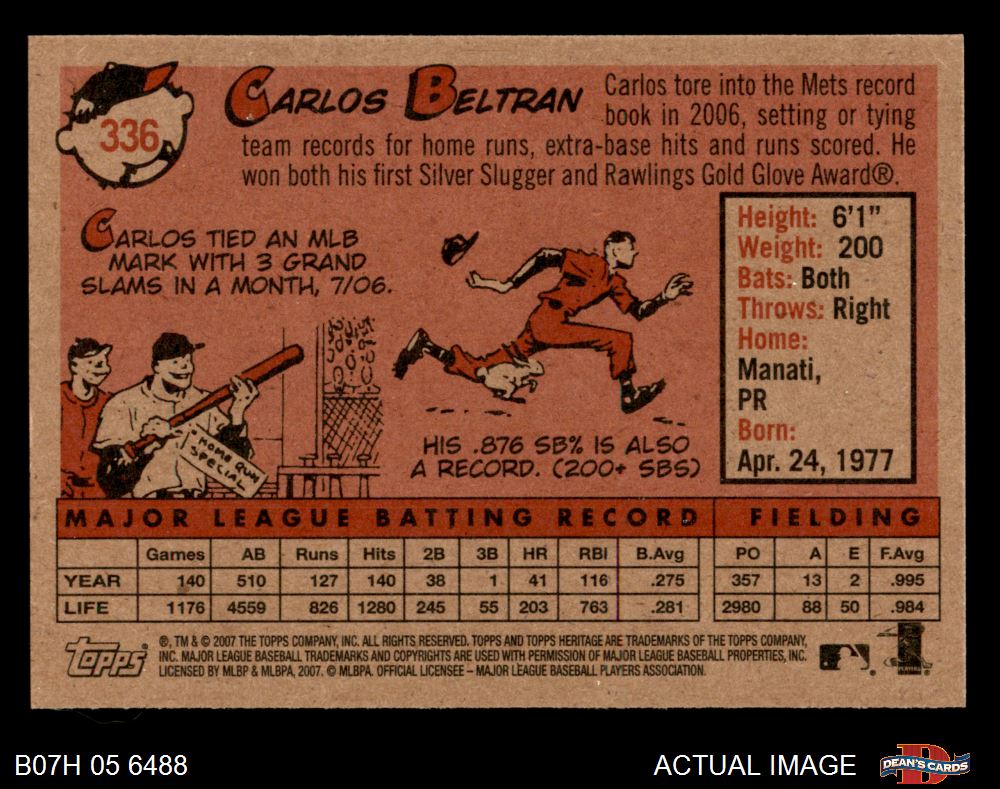 336
CARLOS BELTRAN
Carlos tore into the Mets record
book in 2006, setting or tying
team records for home runs, extra-base hits and runs scored. He
won both his first Silver Slugger and Rawlings Gold Glove Award®.
CARLOS TIED AN MLB
MARK WITH 3 GRAND
SLAMS IN A MONTH, 7/06.
HOME RUN
SPECIAL
HIS .876 SB% IS ALSO
A RECORD. (200+ SBS)
Height: 6'1"
Weight: 200
Bats: Both
Throws: Right
Home:
Manati,
PR
Born:
Apr. 24, 1977
MAJOR LEAGUE BATTING RECORD FIELDING
Games AB Runs Hits 2B 3B HR RBI B.Avg PO A E F.Avg
YEAR 140 510 127 140 38 1 41 116 .275 357 13 2 .995
LIFE 1176 4559 826 1280 245 55 203 763 .281 2980 88 50 .984
Topps
®, TM & © 2007 THE TOPPS COMPANY, INC. ALL RIGHTS RESERVED. TOPPS AND TOPPS HERITAGE ARE TRADEMARKS OF THE TOPPS COMPANY,
INC. MAJOR LEAGUE BASEBALL TRADEMARKS AND COPYRIGHTS ARE USED WITH PERMISSION OF MAJOR LEAGUE BASEBALL PROPERTIES, INC.
LICENSED BY MLBP & MLBPA, 2007. © MLBPA. OFFICIAL LICENSEE – MAJOR LEAGUE BASEBALL PLAYERS ASSOCIATION.
B07H 05 6488
ACTUAL IMAGE
DEAN'S CARDS